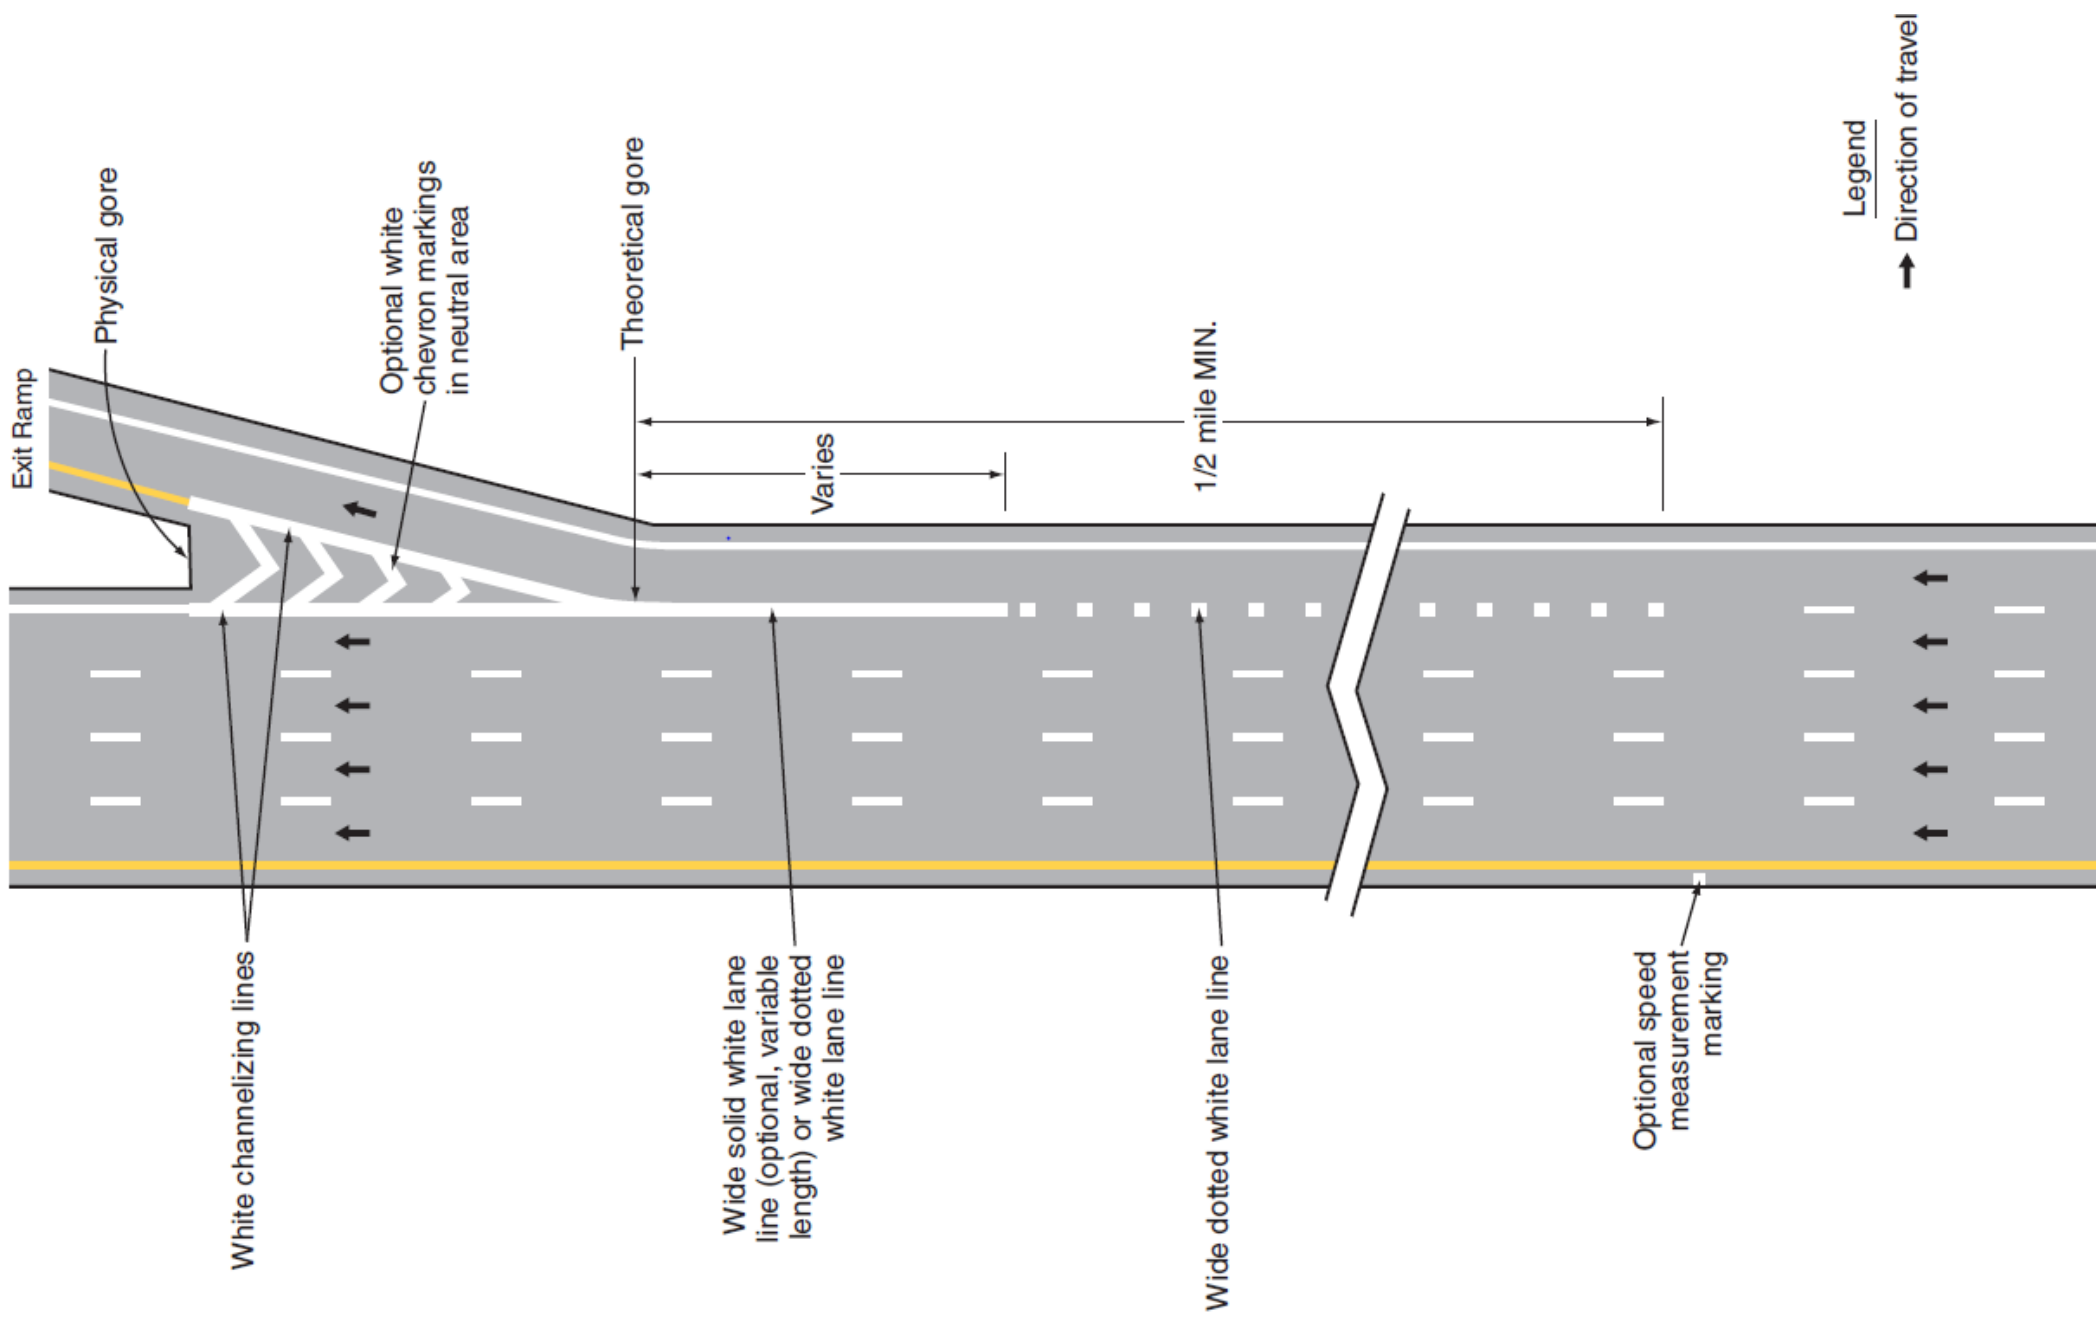 Exit Ramp
Physical gore
Optional white
chevron markings
in neutral area
Theoretical gore
Varies
1/2 mile MIN.
Legend
Direction of travel
White channelizing lines
Wide solid white lane
line (optional, variable
length) or wide dotted
white lane line
Wide dotted white lane line
Optional speed
measurement
marking